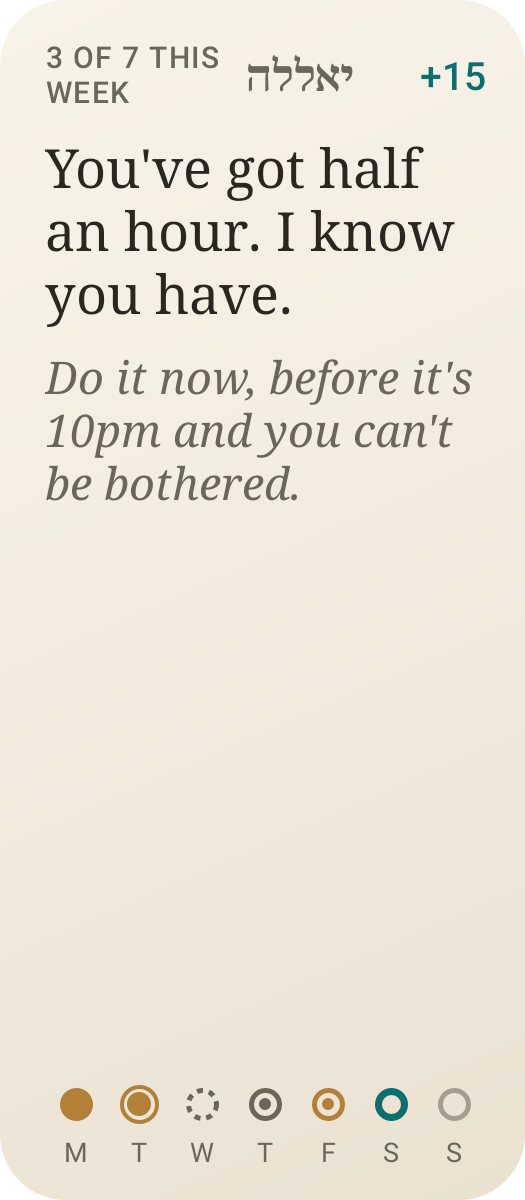 3 OF 7 THIS
WEEK
יאללה
+15
You've got half
an hour. I know
you have.
Do it now, before it's
10pm and you can't
be bothered.
M T W T F S S